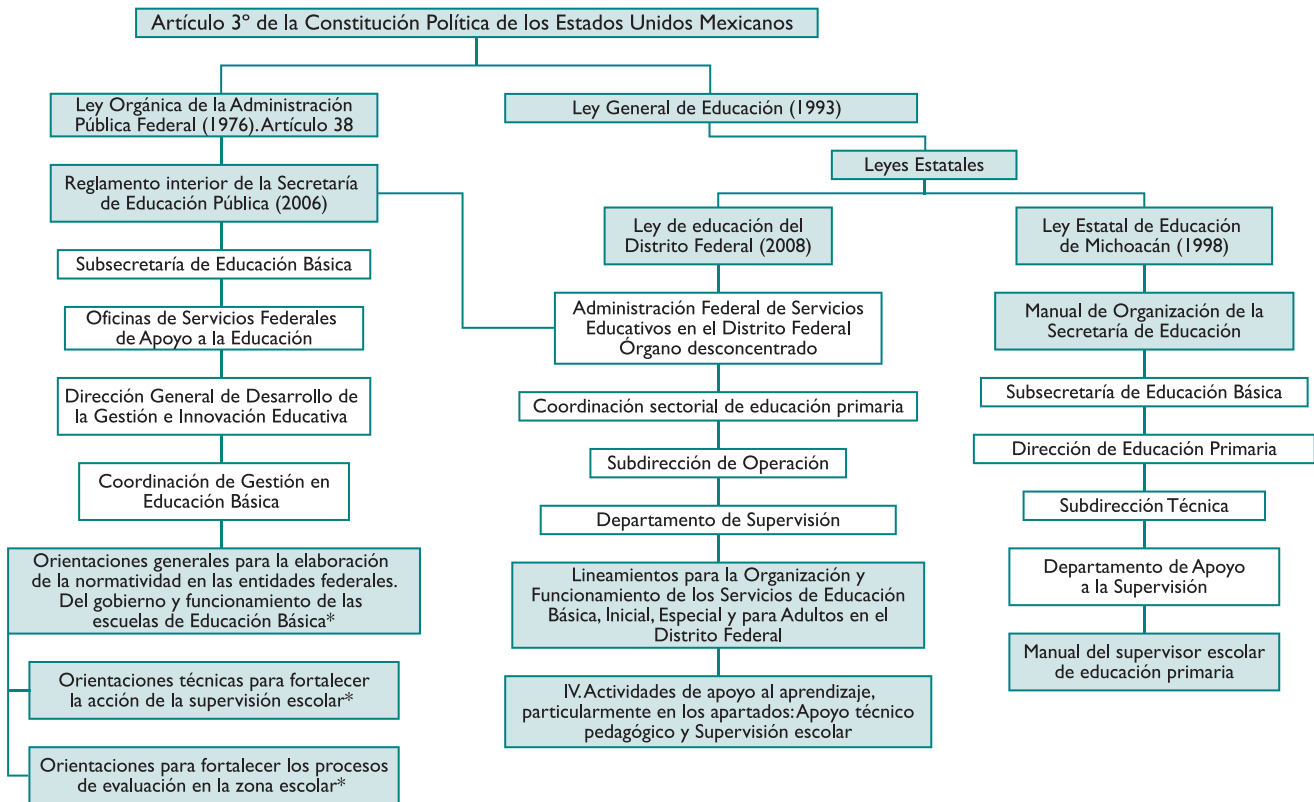 Artículo 3º de la Constitución Política de los Estados Unidos Mexicanos
Ley Orgánica de la Administración
Pública Federal (1976). Artículo 38
Reglamento interior de la Secretaría
de Educación Pública (2006)
Subsecretaría de Educación Básica
Oficinas de Servicios Federales
de Apoyo a la Educación
Dirección General de Desarrollo de
la Gestión e Innovación Educativa
Coordinación de Gestión en
Educación Básica
Orientaciones generales para la elaboración
de la normatividad en las entidades federales.
Del gobierno y funcionamiento de las
escuelas de Educación Básica*
Orientaciones técnicas para fortalecer
la acción de la supervisión escolar*
Orientaciones para fortalecer los procesos
de evaluación en la zona escolar*
Ley General de Educación (1993)
Leyes Estatales
Ley de educación del
Distrito Federal (2008)
Administración Federal de Servicios
Educativos en el Distrito Federal
Órgano desconcentrado
Coordinación sectorial de educación primaria
Subdirección de Operación
Departamento de Supervisión
Lineamientos para la Organización y
Funcionamiento de los Servicios de Educación
Básica, Inicial, Especial y para Adultos en el
Distrito Federal
IV. Actividades de apoyo al aprendizaje,
particularmente en los apartados: Apoyo técnico
pedagógico y Supervisión escolar
Ley Estatal de Educación
de Michoacán (1998)
Manual de Organización de la
Secretaría de Educación
Subsecretaría de Educación Básica
Dirección de Educación Primaria
Subdirección Técnica
Departamento de Apoyo
a la Supervisión
Manual del supervisor escolar
de educación primaria